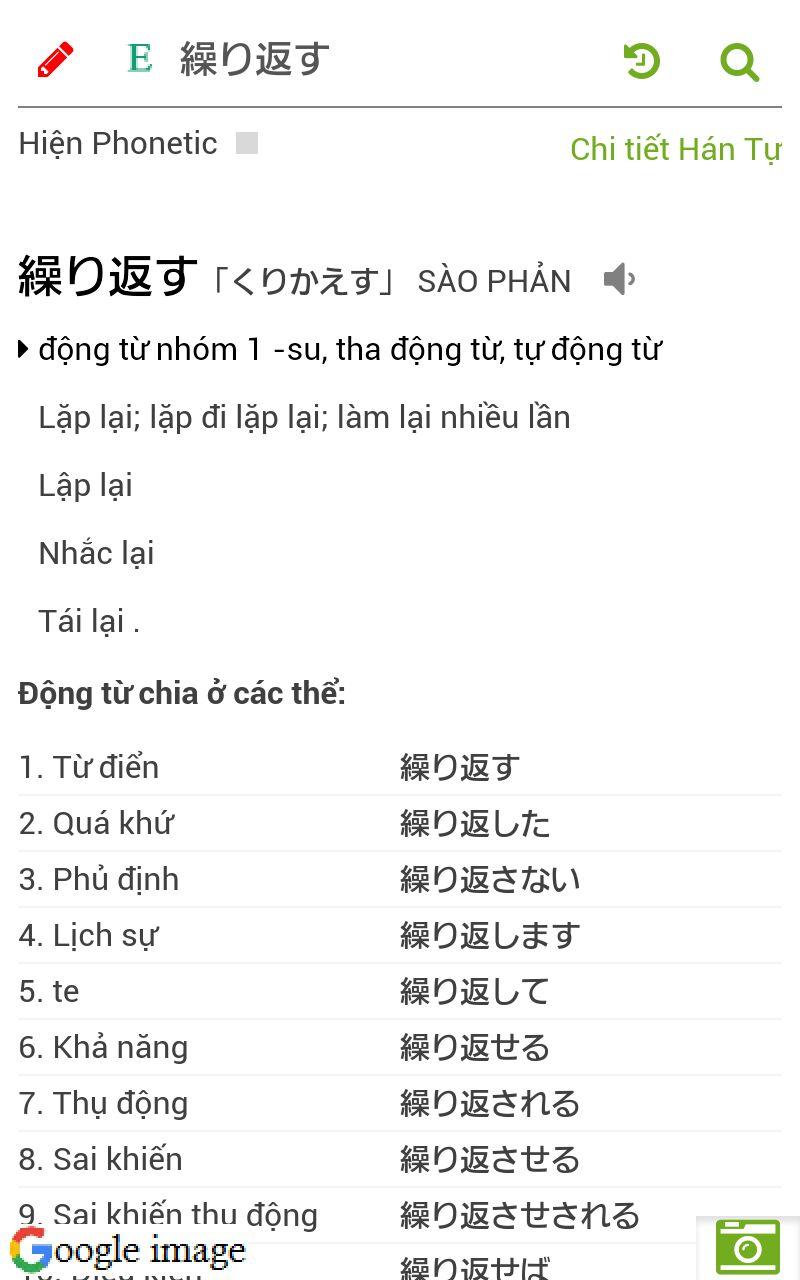 E 繰り返す
Hiện Phonetic
Chi tiết Hán Tự
繰り返す「くりかえす」 SÀO PHẢN
động từ nhóm 1 -su, tha động từ, tự động từ
Lặp lại; lặp đi lặp lại; làm lại nhiều lần
Lập lại
Nhắc lại
Tái lại .
Động từ chia ở các thể:
1. Từ điển 繰り返す
2. Quá khứ 繰り返した
3. Phủ định 繰り返さない
4. Lịch sự 繰り返します
5. te 繰り返して
6. Khả năng 繰り返せる
7. Thụ động 繰り返される
8. Sai khiến 繰り返させる
9. Sai khiến thụ động 繰り返させされる
繰り返せば
Google image